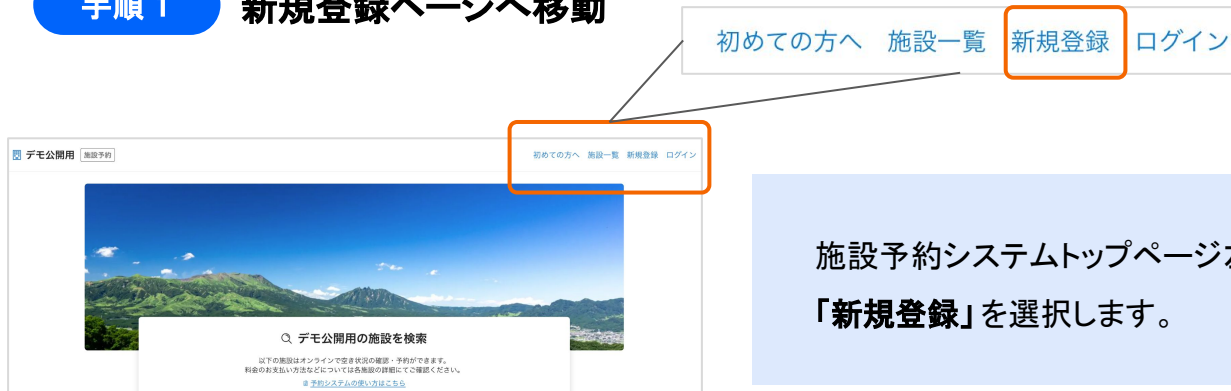 手順1 新規登録ページへ移動
初めての方へ 施設一覧 新規登録 ログイン
デモ公開用 施設予約
初めての方へ 施設一覧 新規登録 ログイン
デモ公開用の施設を検索
以下の施設はオンラインで空き状況の確認・予約ができます。
料金のお支払い方法などについては各施設の詳細にてご確認ください。
予約システムの使い方はこちら
施設予約システムトップページ
「新規登録」を選択します。